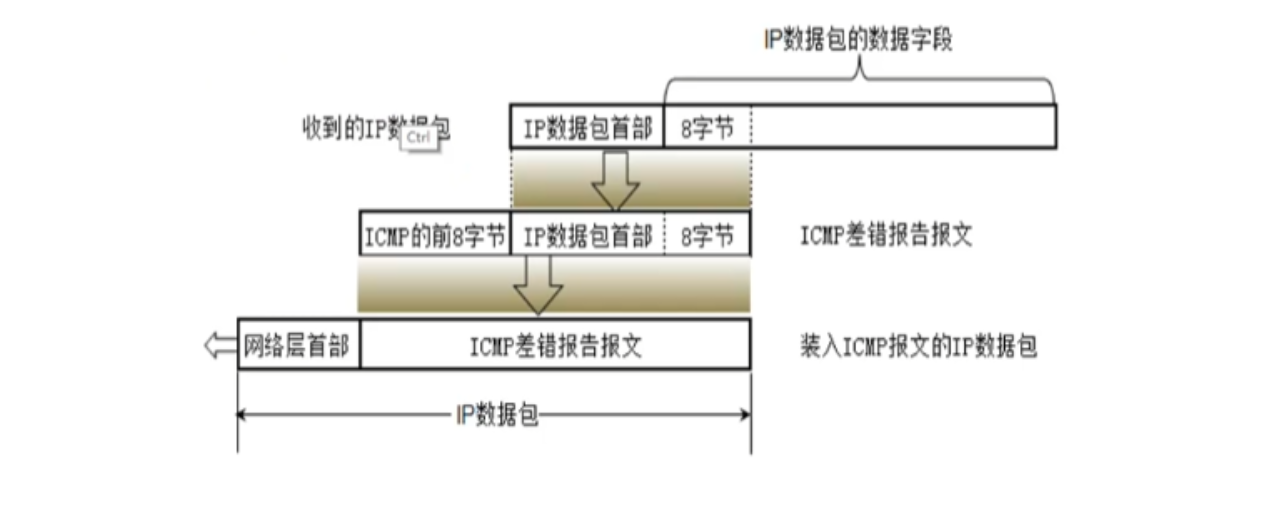 IP数据包的数据字段
收到的IP数据包
Ctrl
IP数据包首部
8字节
ICMP的前8字节
IP数据包首部
8字节
ICMP差错报告报文
网络层首部
ICMP差错报告报文
装入ICMP报文的IP数据包
IP数据包